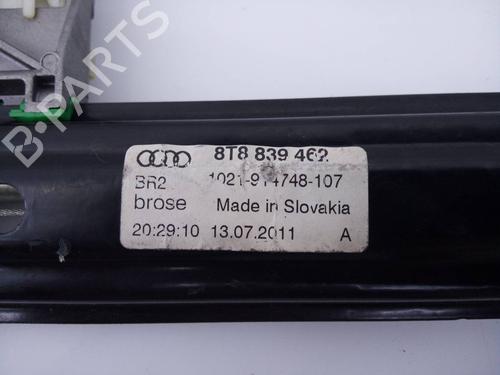 B-PARTS
8T8 839 462
BR2 1021-914748-107
brose Made in Slovakia
20:29:10 13.07.2011 A